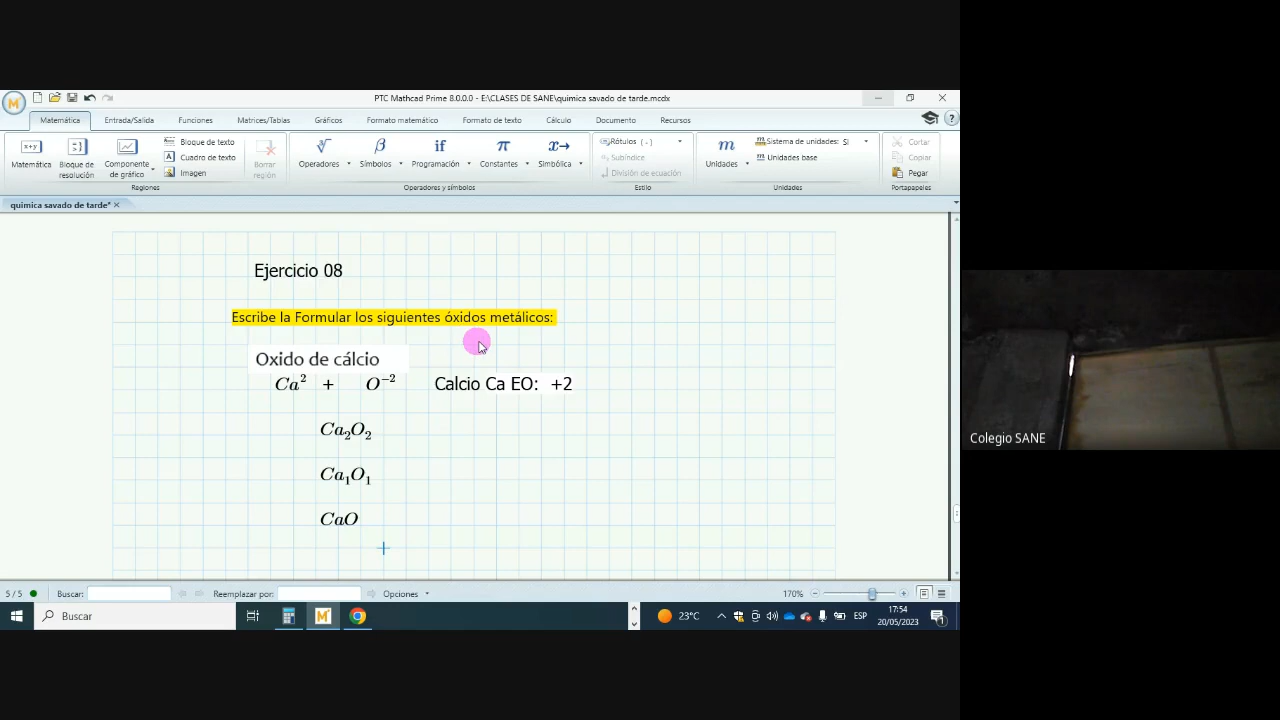 PTC Mathcad Prime 8.0.0.0 - E:\CLASES DE SANE\quimica savado de tarde.mcdx
Matemática Entrada/Salida Funciones Gráficos Matrices/Tablas Formato matemático Formato de texto Cálculo Documento Recursos
Matemática
Bloque de resolución
Componente de gráfico
Bloque de texto
Cuadro de texto
Imagen
Borrar región
Regiones
Operadores
Símbolos
if
Programación
Constantes
Simbólica
Operadores y símbolos
Rótulos ( - )
Subíndice
División de ecuación
Estilo
Unidades
Sistema de unidades: SI
Unidades base
Unidades
Cortar
Copiar
Pegar
Portapapeles
quimica savado de tarde*
Ejercicio 08
Escribe la Formular los siguientes óxidos metálicos:
Oxido de cálcio
Ca² + O⁻² Calcio Ca EO: +2
Ca₂O₂
Ca₁O₁
CaO
Colegio SANE
5/5 Buscar: Reemplazar por: Opciones 170%
Buscar
23°C ESP 17:54
20/05/2023